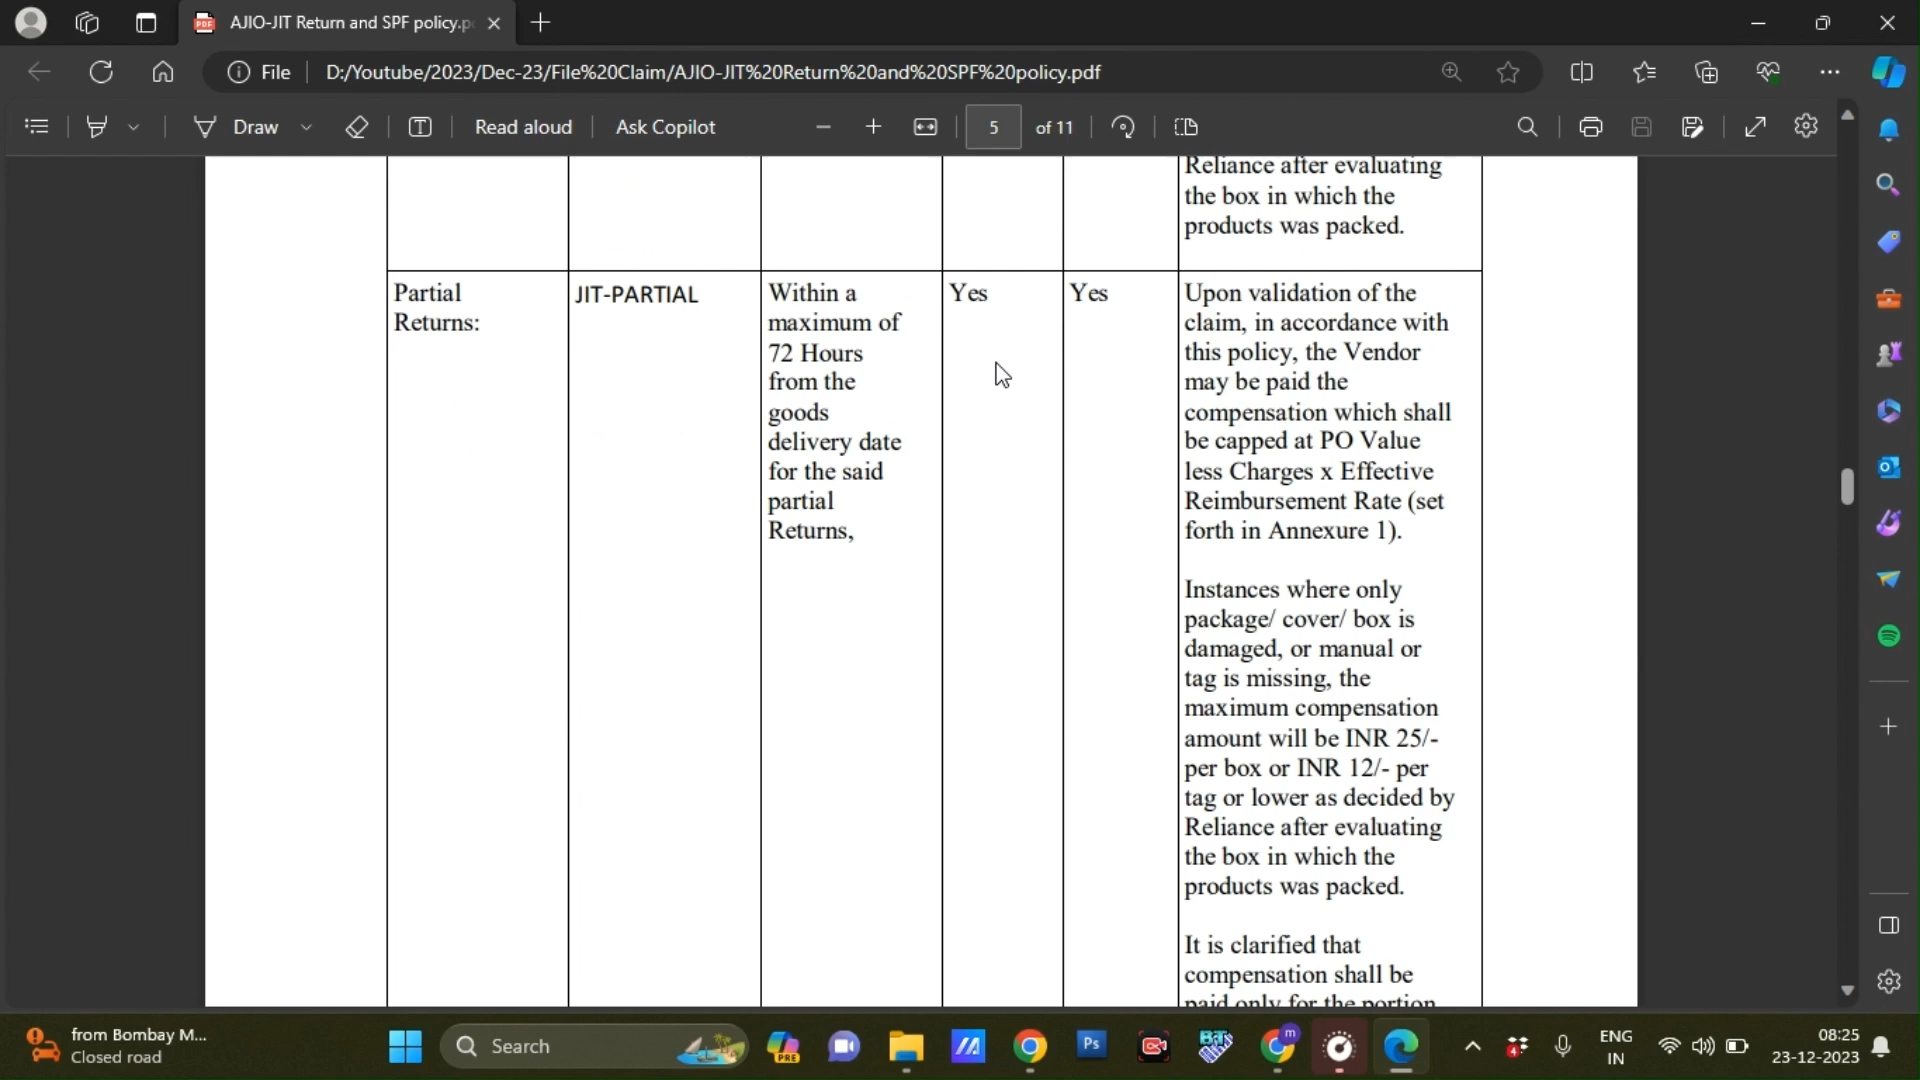 AJIO-JIT Return and SPF policy.p
File
D:/Youtube/2023/Dec-23/File%20Claim/AJIO-JIT%20Return%20and%20SPF%20policy.pdf
Draw
Read aloud
Ask Copilot
5
of 11
Reliance after evaluating
the box in which the
products was packed.
Partial
Returns:
JIT-PARTIAL
Within a
maximum of
72 Hours
from the
goods
delivery date
for the said
partial
Returns,
Yes
Yes
Upon validation of the
claim, in accordance with
this policy, the Vendor
may be paid the
compensation which shall
be capped at PO Value
less Charges x Effective
Reimbursement Rate (set
forth in Annexure 1).
Instances where only
package/ cover/ box is
damaged, or manual or
tag is missing, the
maximum compensation
amount will be INR 25/-
per box or INR 12/- per
tag or lower as decided by
Reliance after evaluating
the box in which the
products was packed.
It is clarified that
compensation shall be
paid only for the portion
from Bombay M...
Closed road
Search
PRE
Ps
m
4
ENG
IN
08:25
23-12-2023